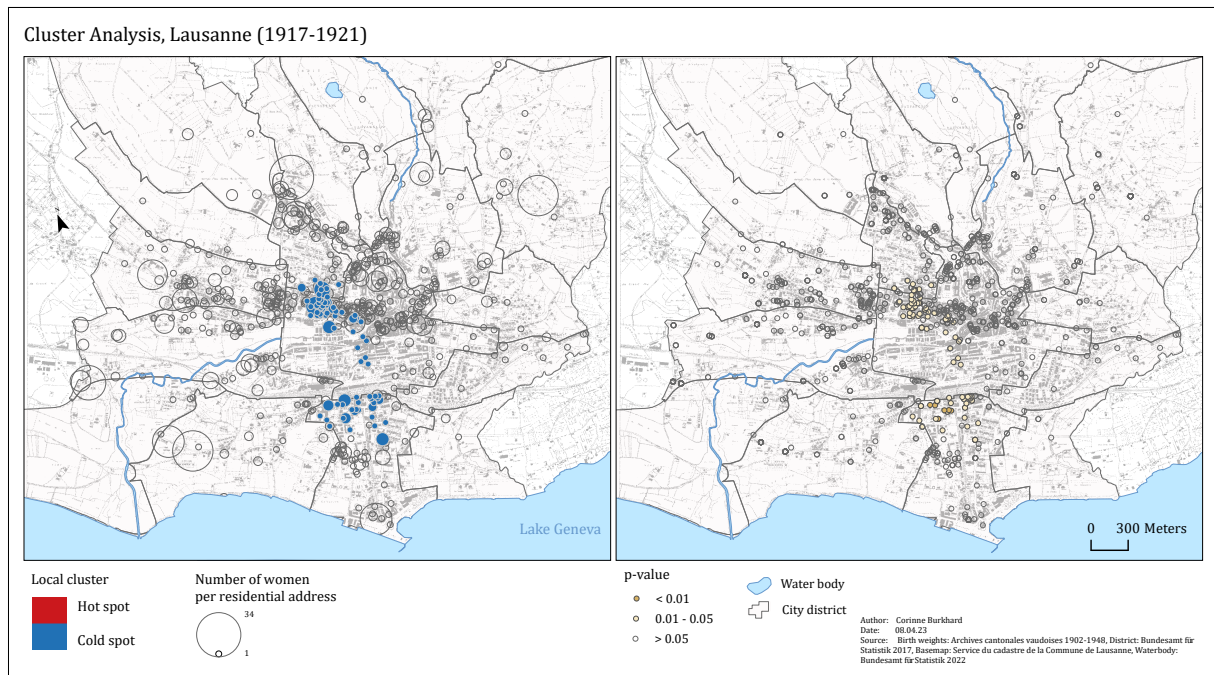 Cluster Analysis, Lausanne (1917-1921)
Lake Geneva
0 300 Meters
Local cluster
Hot spot
Cold spot
Number of women
per residential address
34
1
p-value
< 0.01
0.01 - 0.05
> 0.05
Water body
City district
Author: Corinne Burkhard
Date: 08.04.23
Source: Birth weights: Archives cantonales vaudoises 1902-1948, District: Bundesamt für
Statistik 2017, Basemap: Service du cadastre de la Commune de Lausanne, Waterbody:
Bundesamt für Statistik 2022